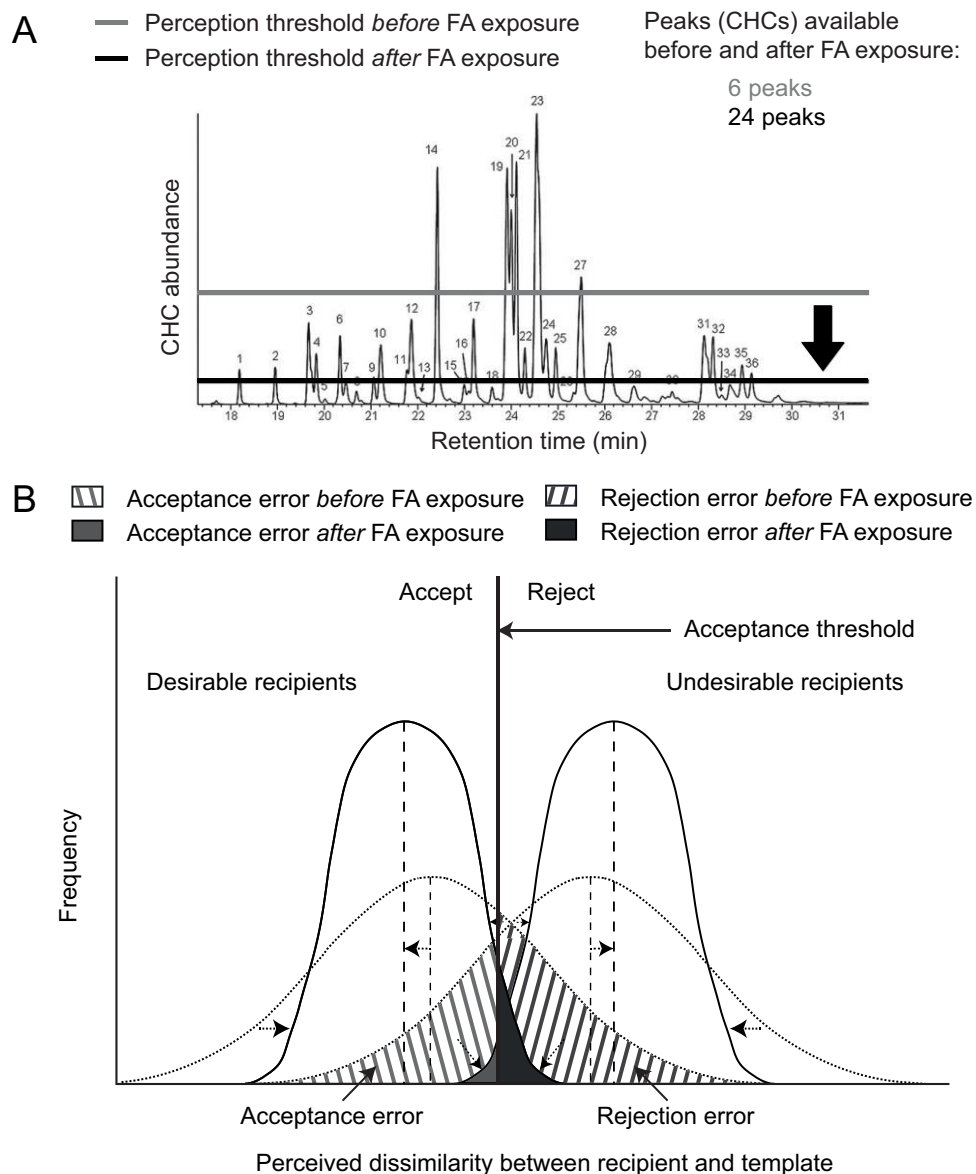 A
Perception threshold before FA exposure
Perception threshold after FA exposure
Peaks (CHCs) available
before and after FA exposure:
6 peaks
24 peaks
CHC abundance
1
2
3
4
5
6
7
9
10
11
12
13
14
15
16
17
18
19
20
21
22
23
24
25
27
28
29
31
32
33
34
35
36
18 19 20 21 22 23 24 25 26 27 28 29 30 31
Retention time (min)
B
Acceptance error before FA exposure
Rejection error before FA exposure
Acceptance error after FA exposure
Rejection error after FA exposure
Accept
Reject
Acceptance threshold
Desirable recipients
Undesirable recipients
Frequency
Acceptance error
Rejection error
Perceived dissimilarity between recipient and template